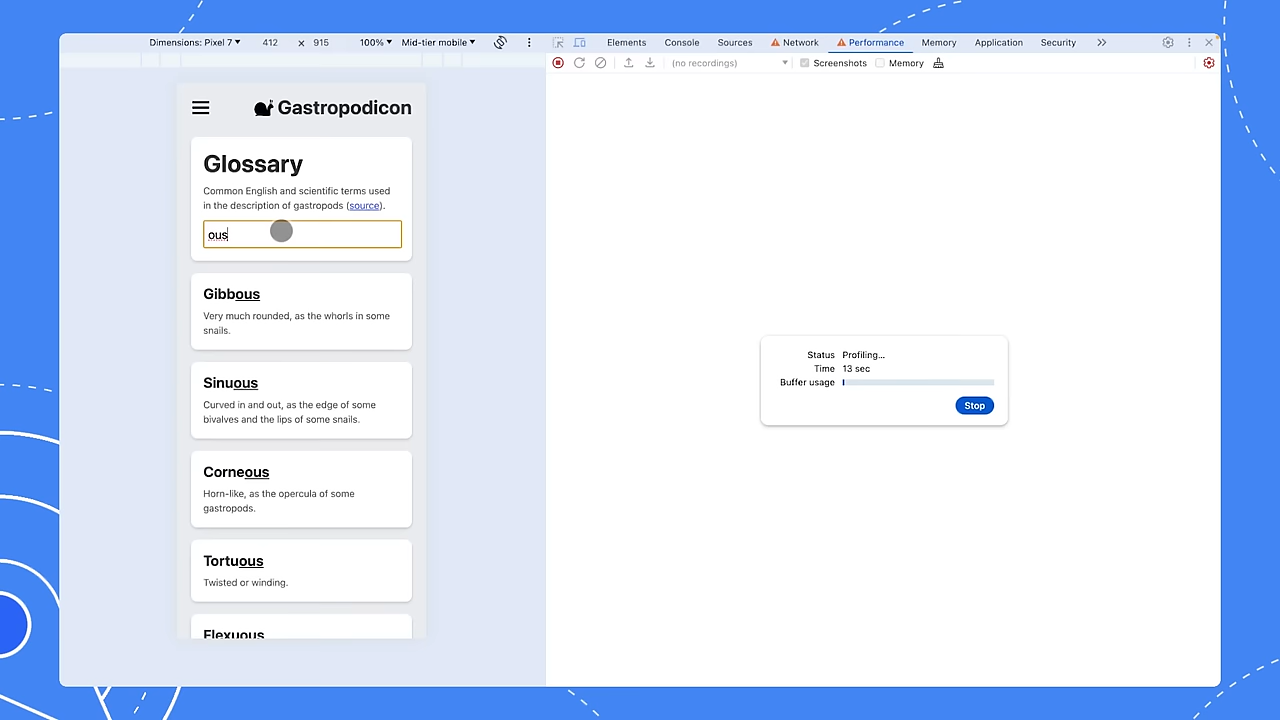 Dimensions: Pixel 7 412 × 915 100% Mid-tier mobile
Elements Console Sources Network Performance Memory Application Security
(no recordings) Screenshots Memory
Gastropodicon
Glossary
Common English and scientific terms used
in the description of gastropods (source).
ous
Gibbous
Very much rounded, as the whorls in some
snails.
Sinuous
Curved in and out, as the edge of some
bivalves and the lips of some snails.
Corneous
Horn-like, as the opercula of some
gastropods.
Tortuous
Twisted or winding.
Flexuous
Status Profiling...
Time 13 sec
Buffer usage
Stop